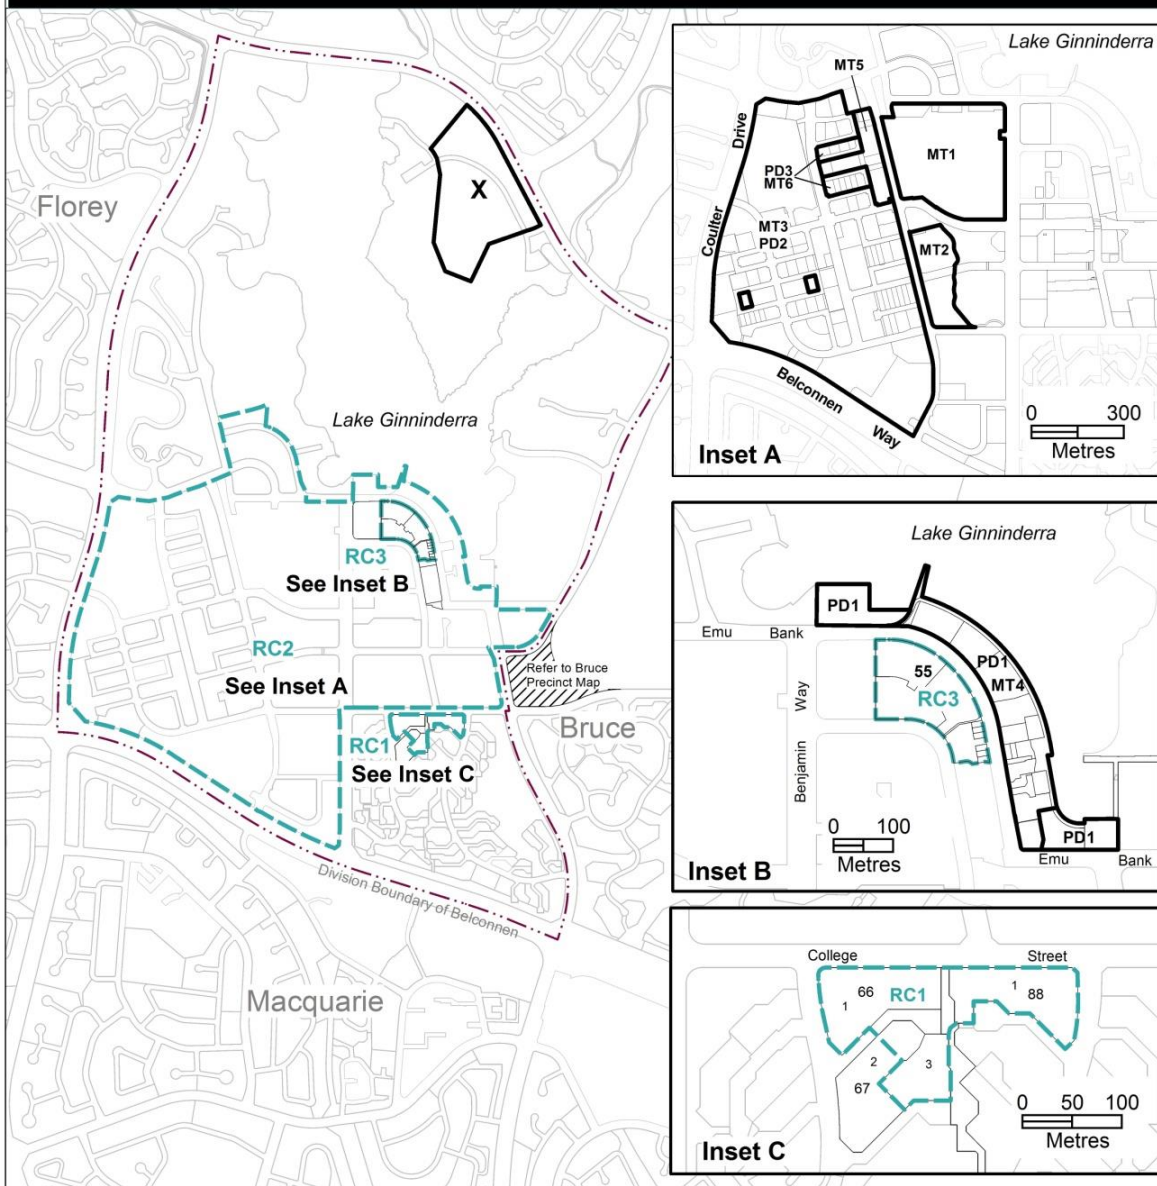 X
Florey
Lake Ginninderra
RC3
See Inset B
RC2
See Inset A
Refer to Bruce
Precinct Map
Bruce
RC1
See Inset C
Division Boundary of Belconnen
Macquarie
Lake Ginninderra
MT5
Drive
MT1
PD3
MT6
Coulter
MT3
PD2
MT2
Belconnen
Way
0 300
Metres
Inset A
Lake Ginninderra
PD1
Emu Bank
PD1
MT4
55
RC3
Way
Benjamin
0 100
Metres
PD1
Emu Bank
Inset B
College Street
66 RC1 1
1 88
2 3
67
0 50 100
Metres
Inset C